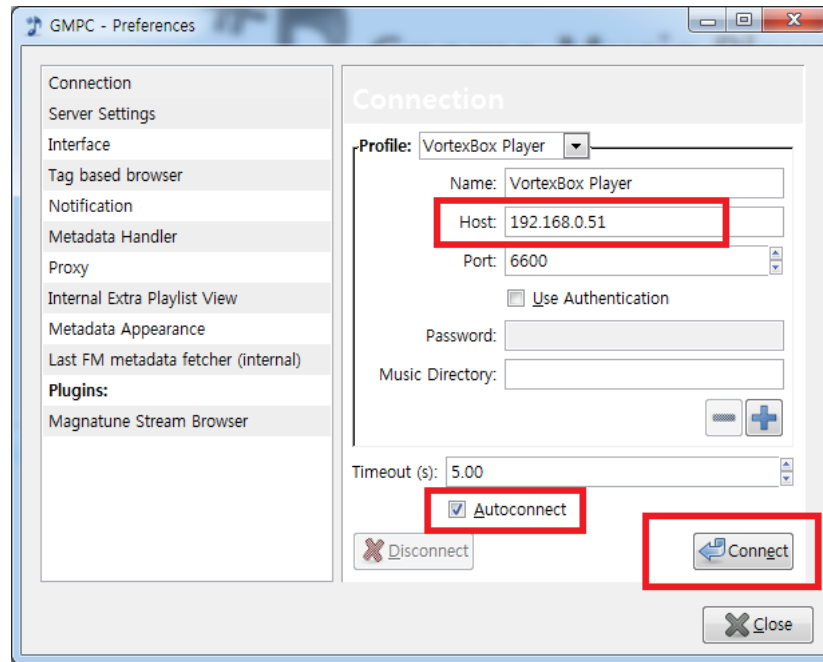 GMPC - Preferences
Connection
Server Settings
Interface
Tag based browser
Notification
Metadata Handler
Proxy
Internal Extra Playlist View
Metadata Appearance
Last FM metadata fetcher (internal)
Plugins:
Magnatune Stream Browser
Connection
Profile: VortexBox Player
Name: VortexBox Player
Host: 192.168.0.51
Port: 6600
Use Authentication
Password:
Music Directory:
Timeout (s): 5.00
Autoconnect
Disconnect
Connect
Close